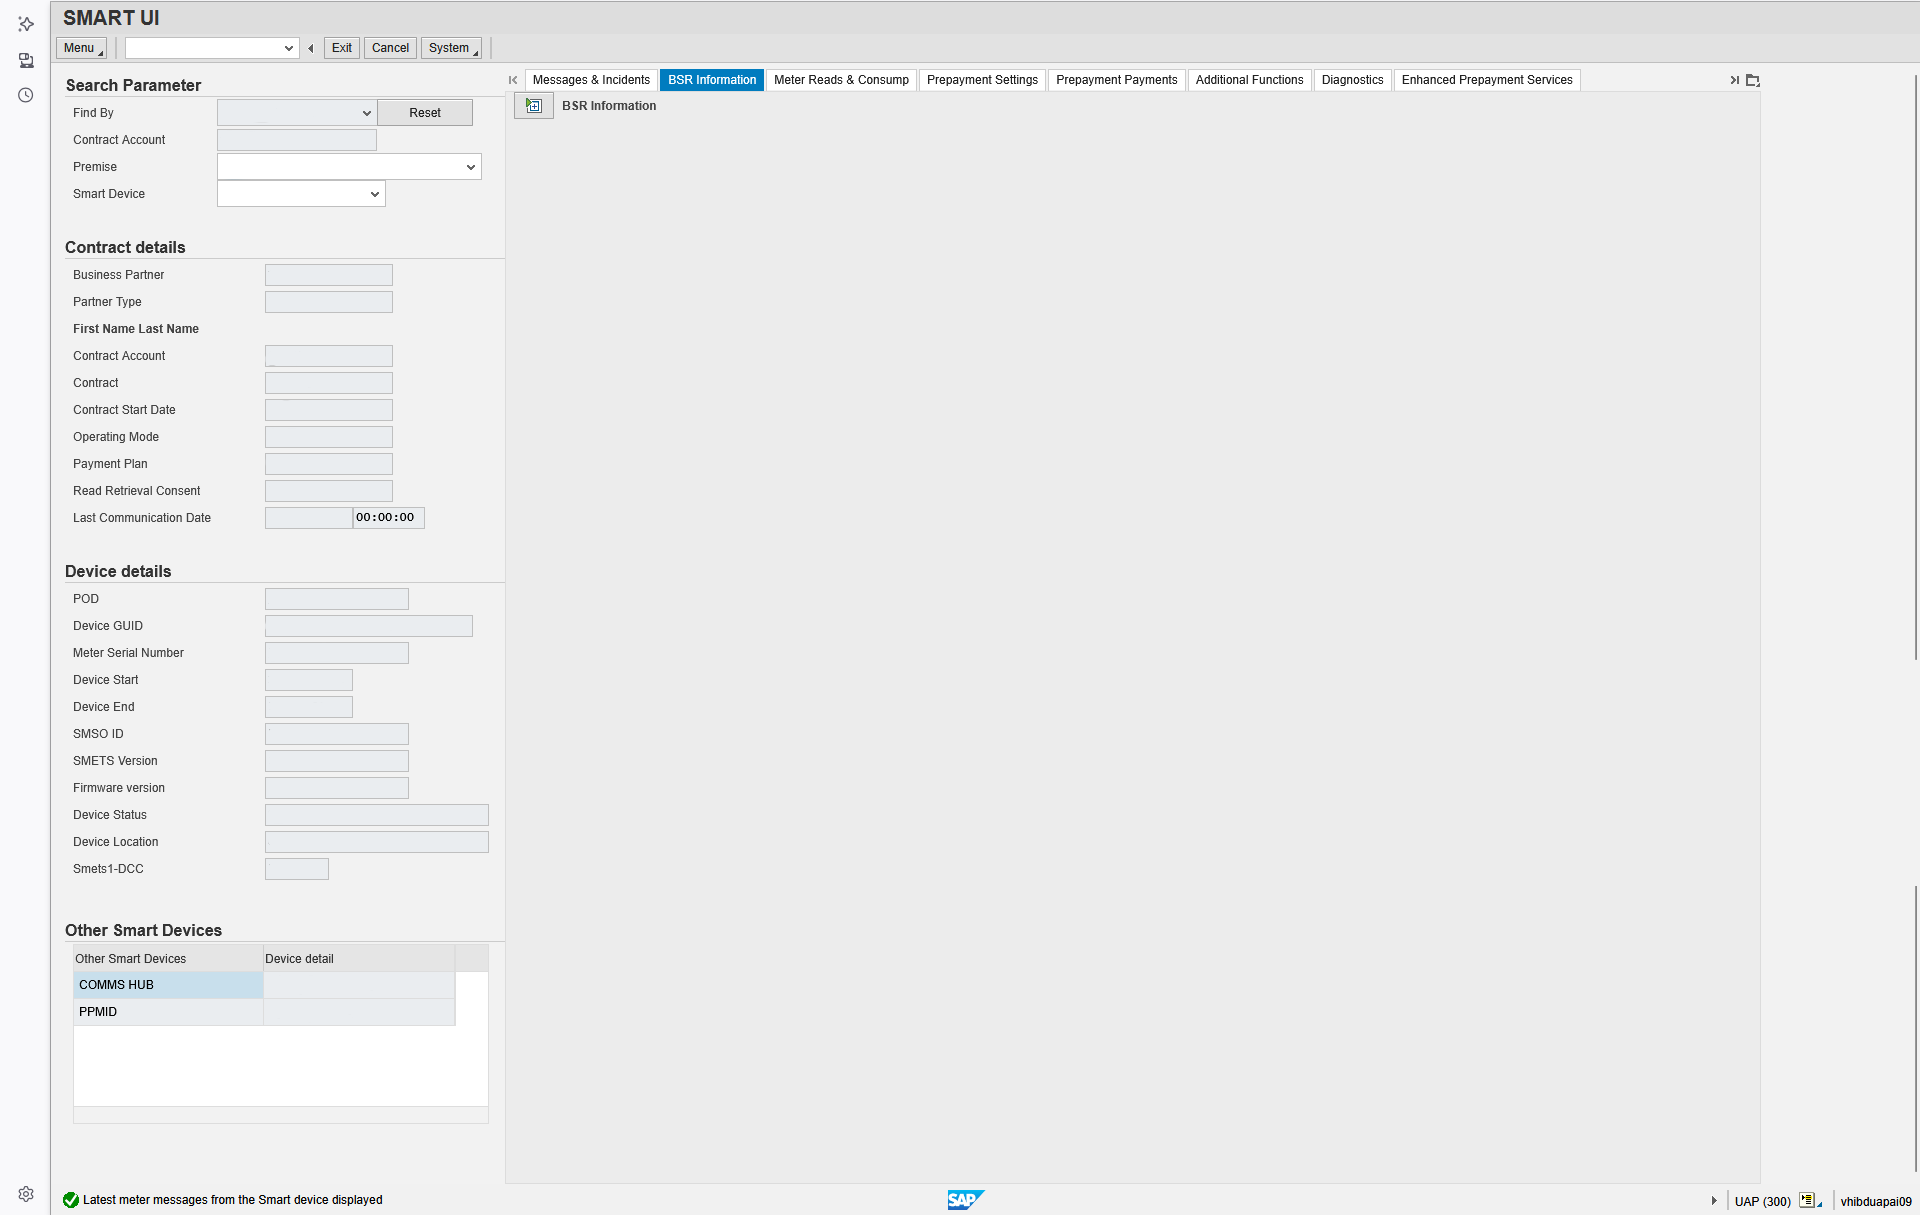 SMART UI
Menu
Exit
Cancel
System
Search Parameter
Find By
Reset
Contract Account
Premise
Smart Device
Contract details
Business Partner
Partner Type
First Name Last Name
Contract Account
Contract
Contract Start Date
Operating Mode
Payment Plan
Read Retrieval Consent
Last Communication Date 00:00:00
Device details
POD
Device GUID
Meter Serial Number
Device Start
Device End
SMSO ID
SMETS Version
Firmware version
Device Status
Device Location
Smets1-DCC
Other Smart Devices
Other Smart Devices Device detail
COMMS HUB
PPMID
Messages & Incidents BSR Information Meter Reads & Consump Prepayment Settings Prepayment Payments Additional Functions Diagnostics Enhanced Prepayment Services
BSR Information
Latest meter messages from the Smart device displayed
SAP
UAP (300)
vhibduapai09